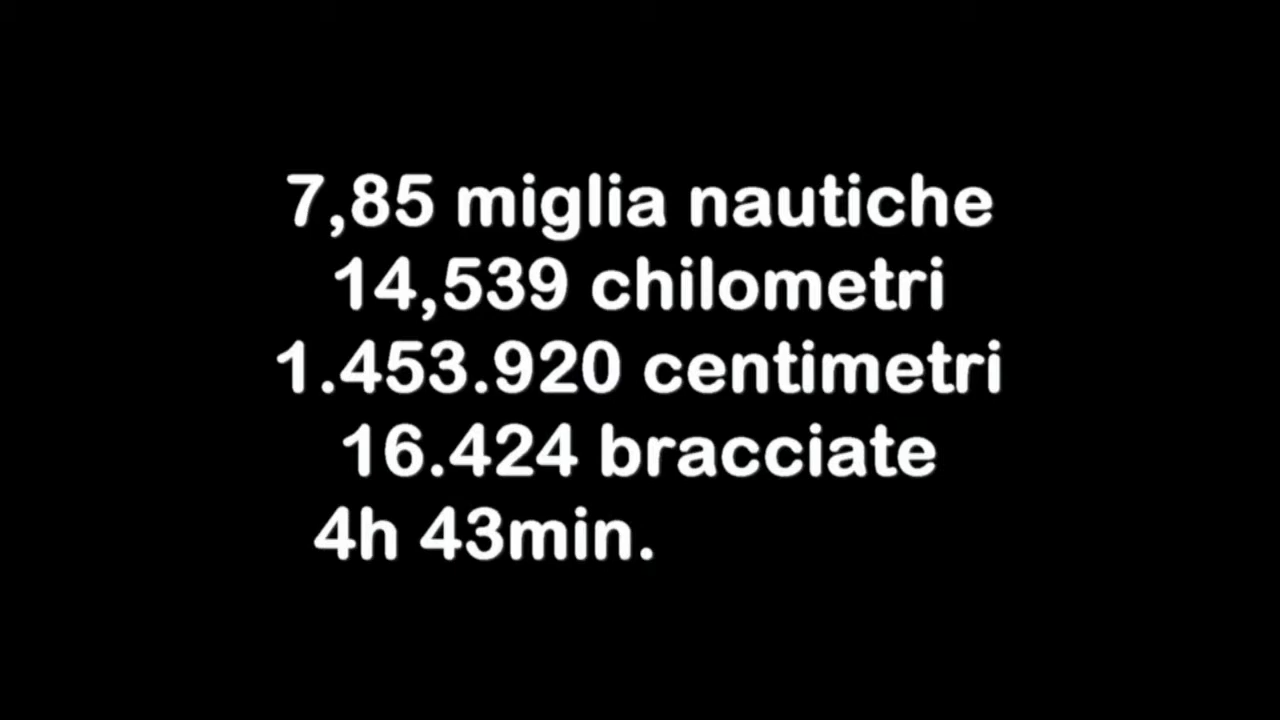 7,85 miglia nautiche
14,539 chilometri
1.453.920 centimetri
16.424 bracciate
4h 43min.